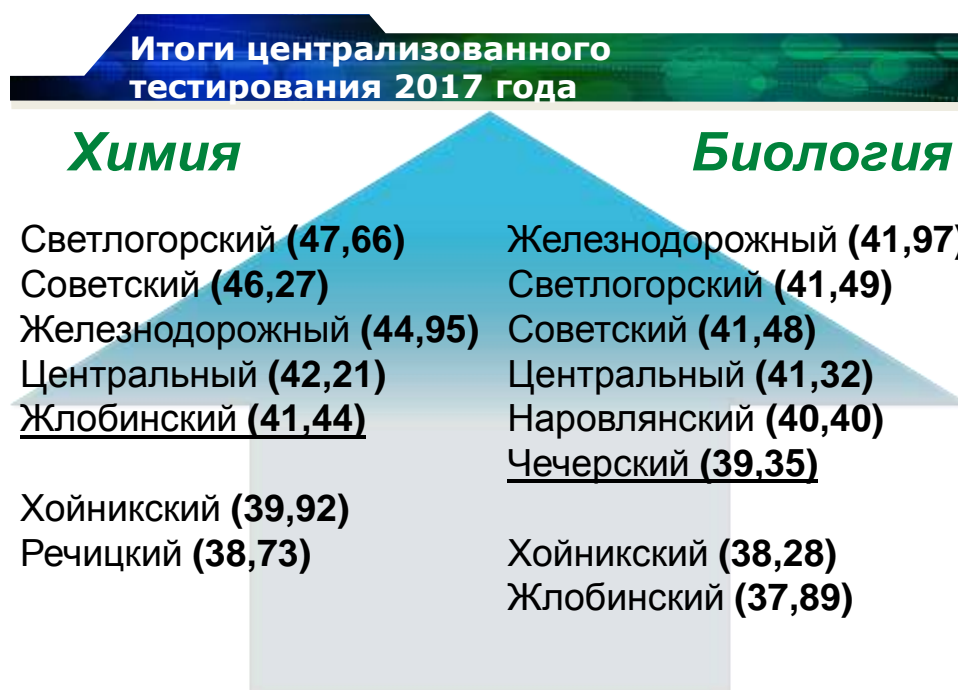 Итоги централизованного
тестирования 2017 года
Химия
Светлогорский (47,66)
Советский (46,27)
Железнодорожный (44,95)
Центральный (42,21)
Жлобинский (41,44)
Хойникский (39,92)
Речицкий (38,73)
Биология
Железнодорожный (41,97)
Светлогорский (41,49)
Советский (41,48)
Центральный (41,32)
Наровлянский (40,40)
Чечерский (39,35)
Хойникский (38,28)
Жлобинский (37,89)